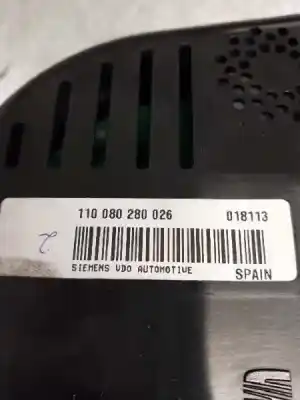 110 080 280 026 018113
SIEMENS VDO AUTOMOTIVE SPAIN